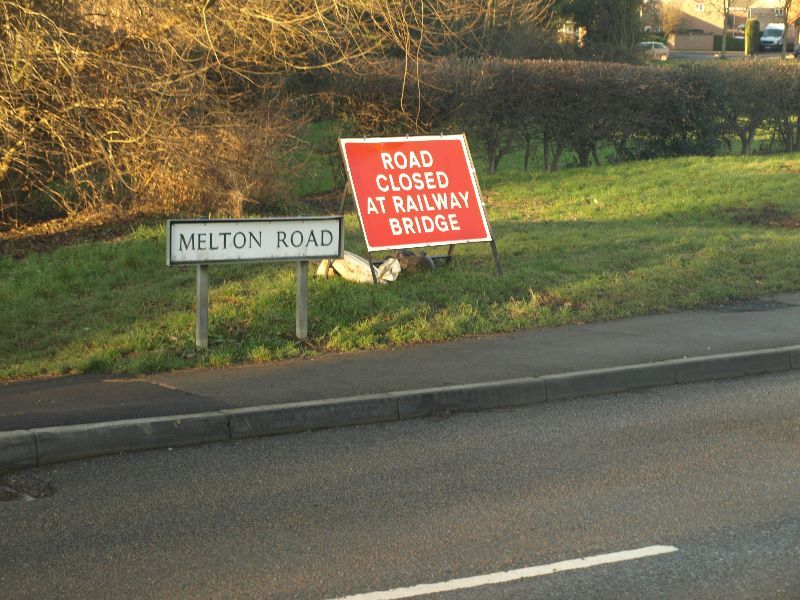 MELTON ROAD
ROAD
CLOSED
AT RAILWAY
BRIDGE